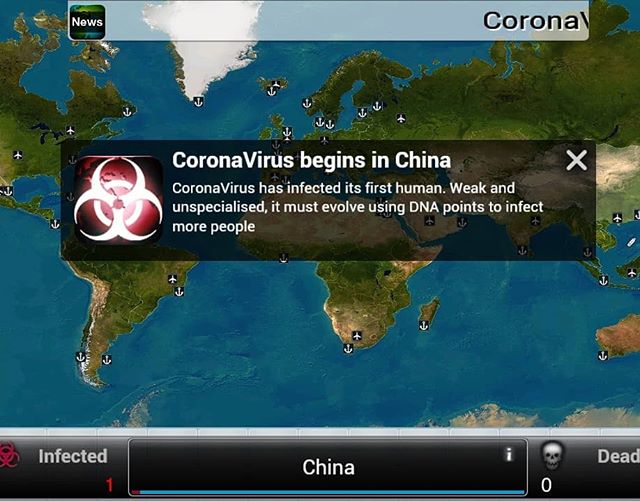 News
CoronaV
CoronaVirus begins in China
CoronaVirus has infected its first human. Weak and
unspecialised, it must evolve using DNA points to infect
more people
Infected
1
China
i
Dead
0